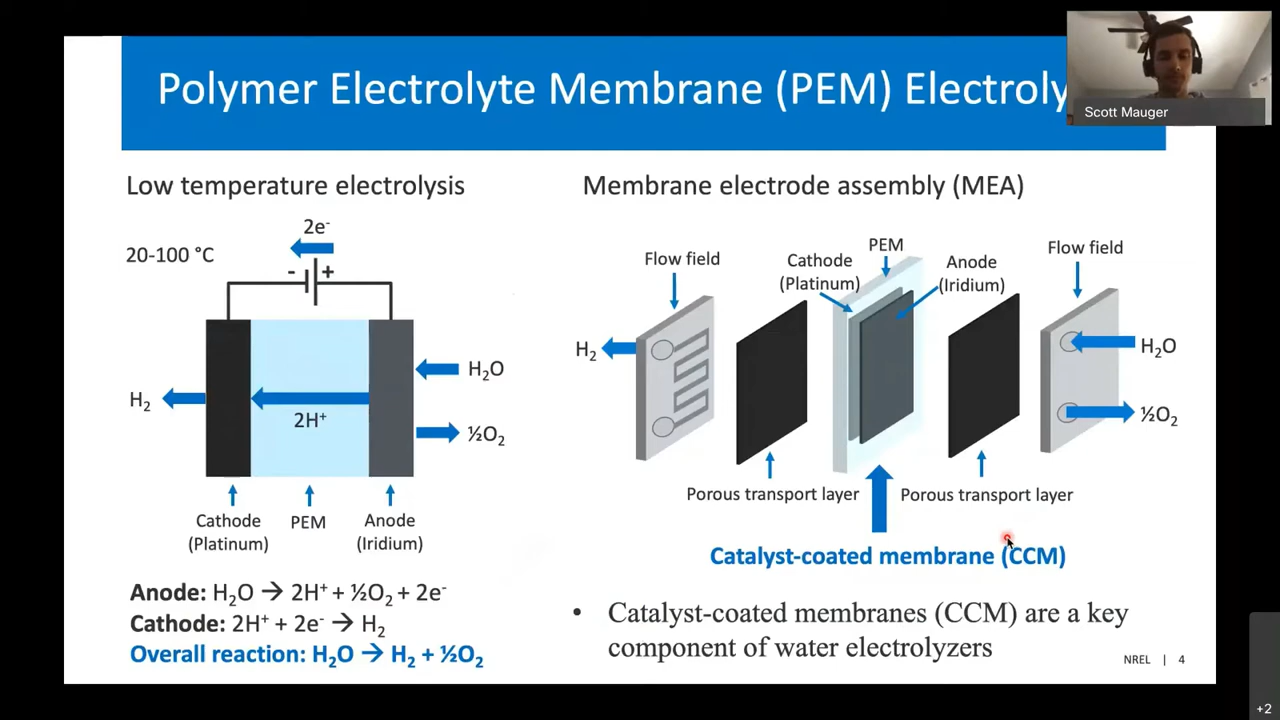 Polymer Electrolyte Membrane (PEM) Electroly
Scott Mauger
Low temperature electrolysis
20-100 °C
2e⁻
- +
H₂
2H⁺
H₂O
½O₂
Cathode
(Platinum)
PEM
Anode
(Iridium)
Anode: H₂O → 2H⁺ + ½O₂ + 2e⁻
Cathode: 2H⁺ + 2e⁻ → H₂
Overall reaction: H₂O → H₂ + ½O₂
Membrane electrode assembly (MEA)
Flow field
Cathode
(Platinum)
PEM
Anode
(Iridium)
Flow field
H₂
H₂O
½O₂
Porous transport layer
Porous transport layer
Catalyst-coated membrane (CCM)
• Catalyst-coated membranes (CCM) are a key
component of water electrolyzers
NREL | 4
+2